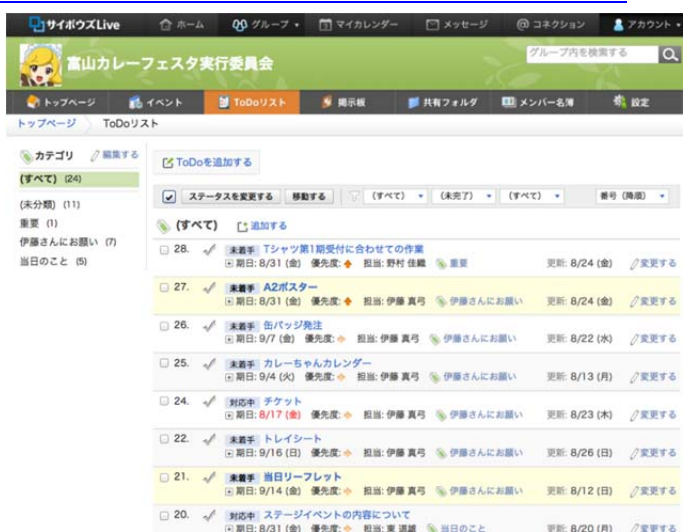 サイボウズLive ホーム グループ マイカレンダー メッセージ コネクション アカウント
富山カレーフェスタ実行委員会 グループ内を検索する
トップページ イベント ToDoリスト 掲示板 共有フォルダ メンバー名簿 設定
トップページ ToDoリスト
カテゴリ 編集する
(すべて) (24)
(未分類) (11)
重要 (1)
伊藤さんにお願い (7)
当日のこと (5)
ToDoを追加する
ステータスを変更する 移動する (すべて) (未完了) (すべて) 番号 (降順)
(すべて) 追加する
28. 未着手 Tシャツ第1期受付に合わせての作業
期日: 8/31 (金) 優先度: 担当: 野村 佳織 重要 更新: 8/24 (金) 変更する
27. 未着手 A2ポスター
期日: 8/31 (金) 優先度: 担当: 伊藤 真弓 伊藤さんにお願い 更新: 8/24 (金) 変更する
26. 未着手 缶バッジ発注
期日: 9/7 (金) 優先度: 担当: 伊藤 真弓 伊藤さんにお願い 更新: 8/22 (水) 変更する
25. 未着手 カレーちゃんカレンダー
期日: 9/4 (火) 優先度: 担当: 伊藤 真弓 伊藤さんにお願い 更新: 8/13 (月) 変更する
24. 対応中 チケット
期日: 8/17 (金) 優先度: 担当: 伊藤 真弓 伊藤さんにお願い 更新: 8/23 (木) 変更する
22. 未着手 トレイシート
期日: 9/16 (日) 優先度: 担当: 伊藤 真弓 伊藤さんにお願い 更新: 8/26 (日) 変更する
21. 未着手 当日リーフレット
期日: 9/14 (金) 優先度: 担当: 伊藤 真弓 伊藤さんにお願い 更新: 8/12 (日) 変更する
20. 対応中 ステージイベントの内容について
期日: 8/31 (金) 優先度: 担当: 東 道雄 当日のこと 更新: 8/20 (月) 変更する